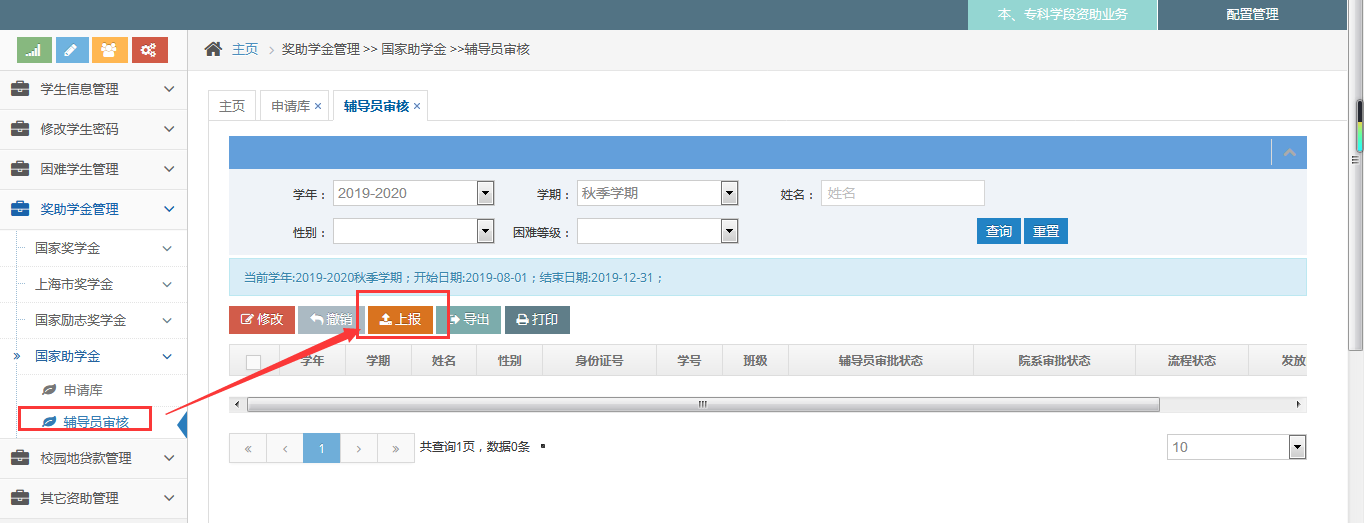 本、专科学段资助业务
配置管理
主页 > 奖助学金管理 >> 国家助学金 >>辅导员审核
学生信息管理
修改学生密码
困难学生管理
奖助学金管理
国家奖学金
上海市奖学金
国家励志奖学金
» 国家助学金
申请库
辅导员审核
校园地贷款管理
其它资助管理
主页 申请库 × 辅导员审核 ×
学年： 2019-2020 学期： 秋季学期 姓名： 姓名
性别： 困难等级： 查询 重置
当前学年:2019-2020秋季学期；开始日期:2019-08-01；结束日期:2019-12-31；
修改 撤销 上报 导出 打印
学年 学期 姓名 性别 身份证号 学号 班级 辅导员审批状态 院系审批状态 流程状态 发放
« ‹ 1 › » 共查询1页，数据0条
10